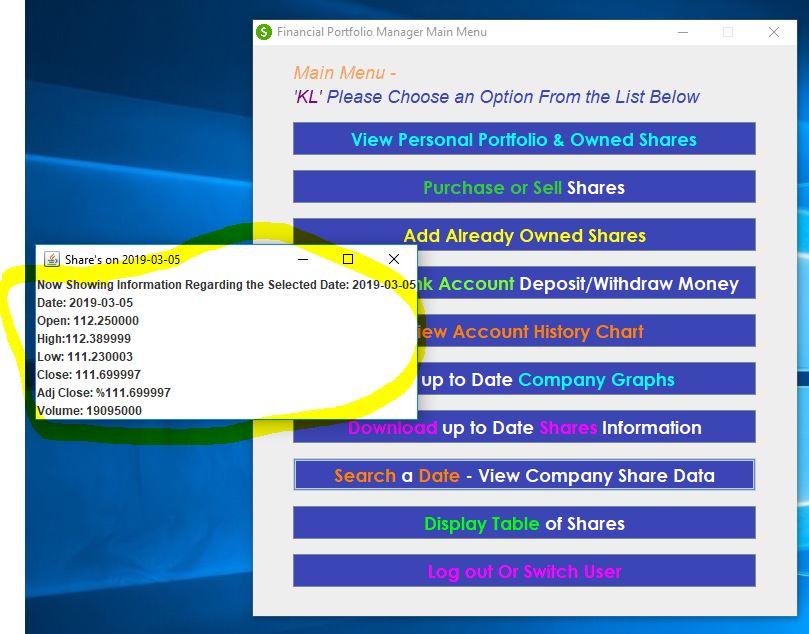 Financial Portfolio Manager Main Menu
Main Menu -
'KL' Please Choose an Option From the List Below
View Personal Portfolio & Owned Shares
Purchase or Sell Shares
Add Already Owned Shares
Account Deposit/Withdraw Money
Account History Chart
up to Date Company Graphs
Download up to Date Shares Information
Search a Date - View Company Share Data
Display Table of Shares
Log out Or Switch User
Share's on 2019-03-05
Now Showing Information Regarding the Selected Date: 2019-03-05
Date: 2019-03-05
Open: 112.250000
High:112.389999
Low: 111.230003
Close: 111.699997
Adj Close: %111.699997
Volume: 19095000